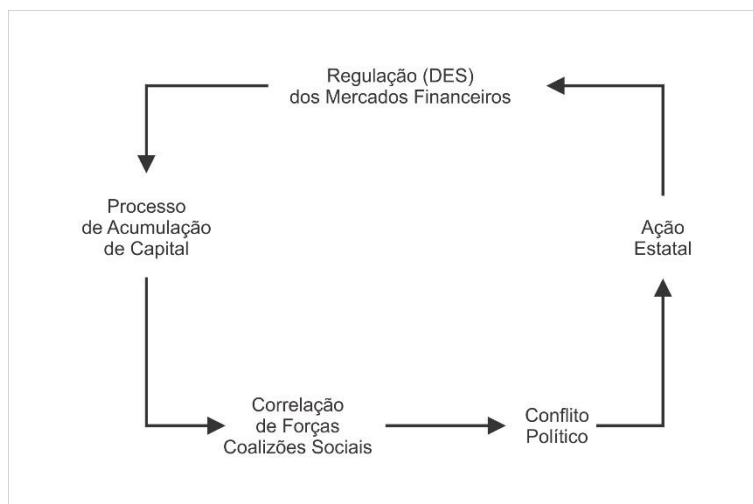 Regulação (DES)
dos Mercados Financeiros
Processo
de Acumulação
de Capital
Ação
Estatal
Correlação
de Forças
Coalizões Sociais
Conflito
Político